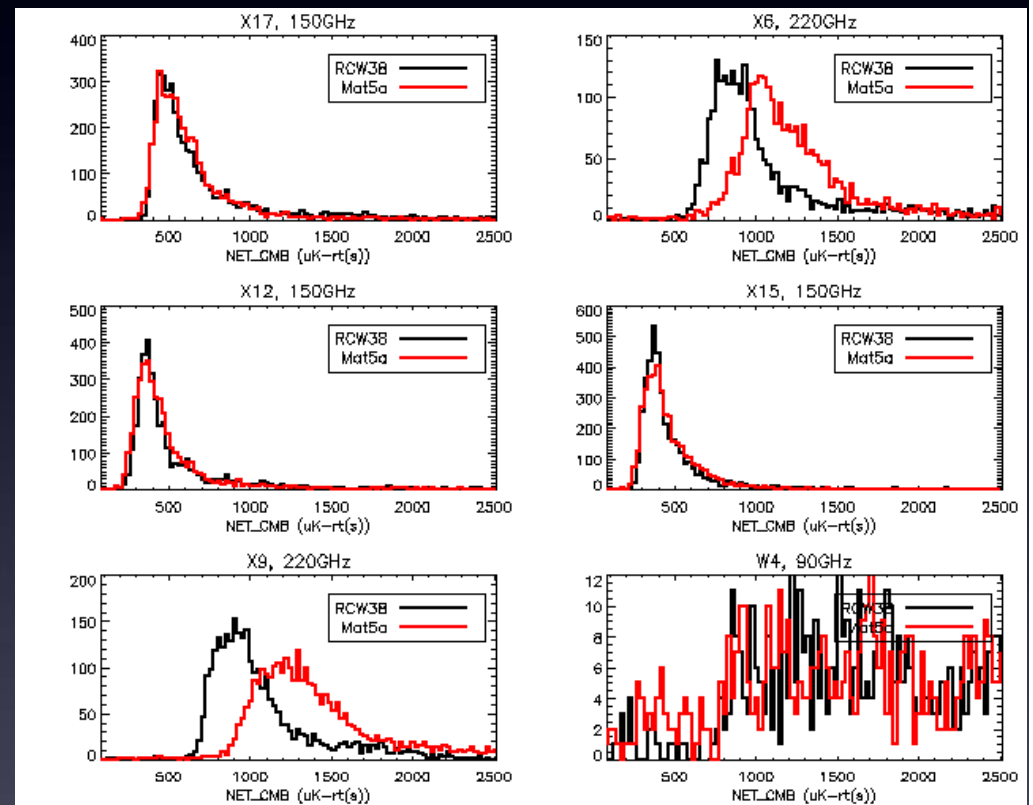 X17, 150GHz
400
300
200
100
0
RCW38
Mat5a
500 1000 1500 2000 2500
NET_CMB (uK-rt(s))
X6, 220GHz
150
100
50
0
RCW38
Mat5a
500 1000 1500 2000 2500
NET_CMB (uK-rt(s))
X12, 150GHz
500
400
300
200
100
0
RCW38
Mat5a
500 1000 1500 2000 2500
NET_CMB (uK-rt(s))
X15, 150GHz
600
500
400
300
200
100
0
RCW38
Mat5a
500 1000 1500 2000 2500
NET_CMB (uK-rt(s))
X9, 220GHz
200
150
100
50
0
RCW38
Mat5a
500 1000 1500 2000 2500
NET_CMB (uK-rt(s))
W4, 90GHz
12
10
8
6
4
2
0
RCW38
Mat5a
500 1000 1500 2000 2500
NET_CMB (uK-rt(s))